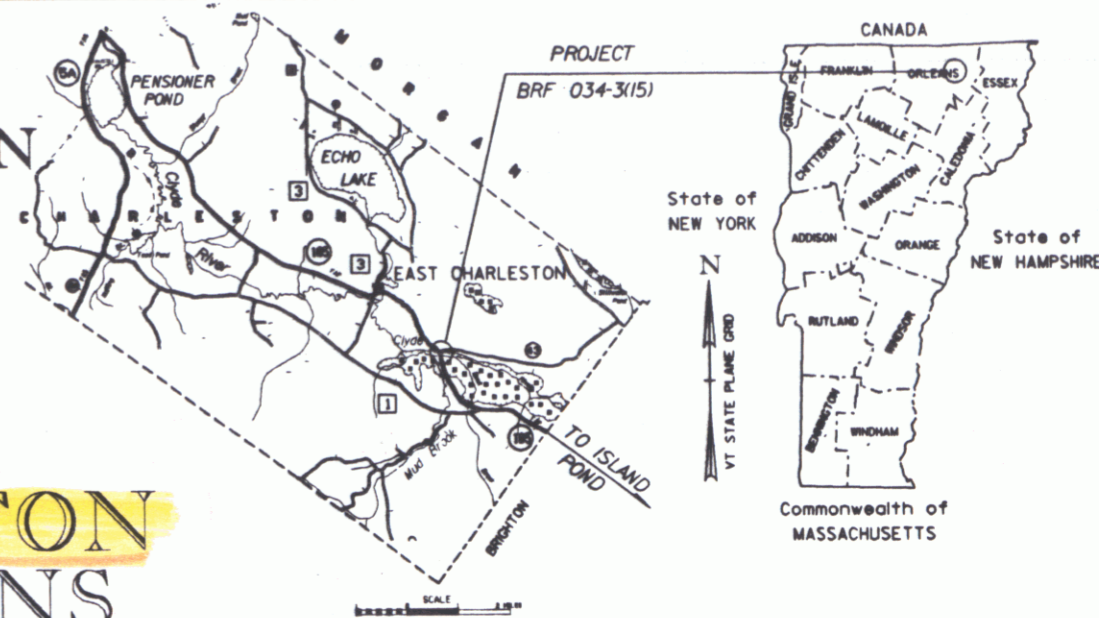 N
TON
NS
5A
PENSIONER
POND
MORGAN
ECHO
LAKE
3
CHARLESTON
Clyde
River
105
3
EAST CHARLESTON
Clyde
1
105
Mud Brook
TO ISLAND
POND
BRIGHTON
SCALE
PROJECT
BRF 034-3(15)
CANADA
GRAND ISLE
FRANKLIN
ORLEANS
ESSEX
LAMOILLE
CHITTENDEN
CALEDONIA
WASHINGTON
State of
NEW YORK
ADDISON
ORANGE
State of
NEW HAMPSHIRE
N
VT STATE PLANE GRID
RUTLAND
WINDSOR
BENNINGTON
WINDHAM
Commonwealth of
MASSACHUSETTS